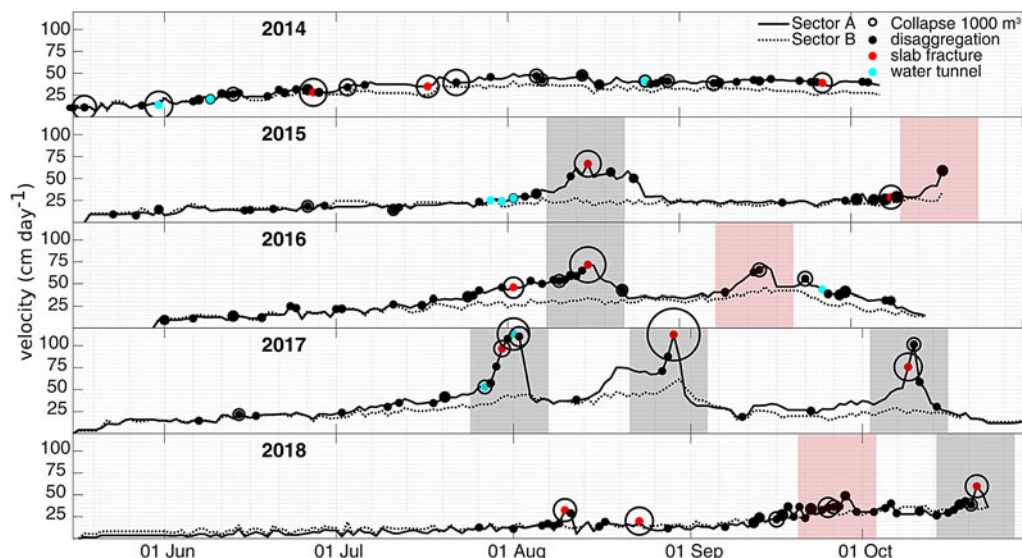 2014
Sector A
Sector B
Collapse 1000 m³
disaggregation
slab fracture
water tunnel
100
75
50
25
2015
100
75
50
25
2016
100
75
50
25
2017
100
75
50
25
2018
100
75
50
25
velocity (cm day⁻¹)
01 Jun
01 Jul
01 Aug
01 Sep
01 Oct